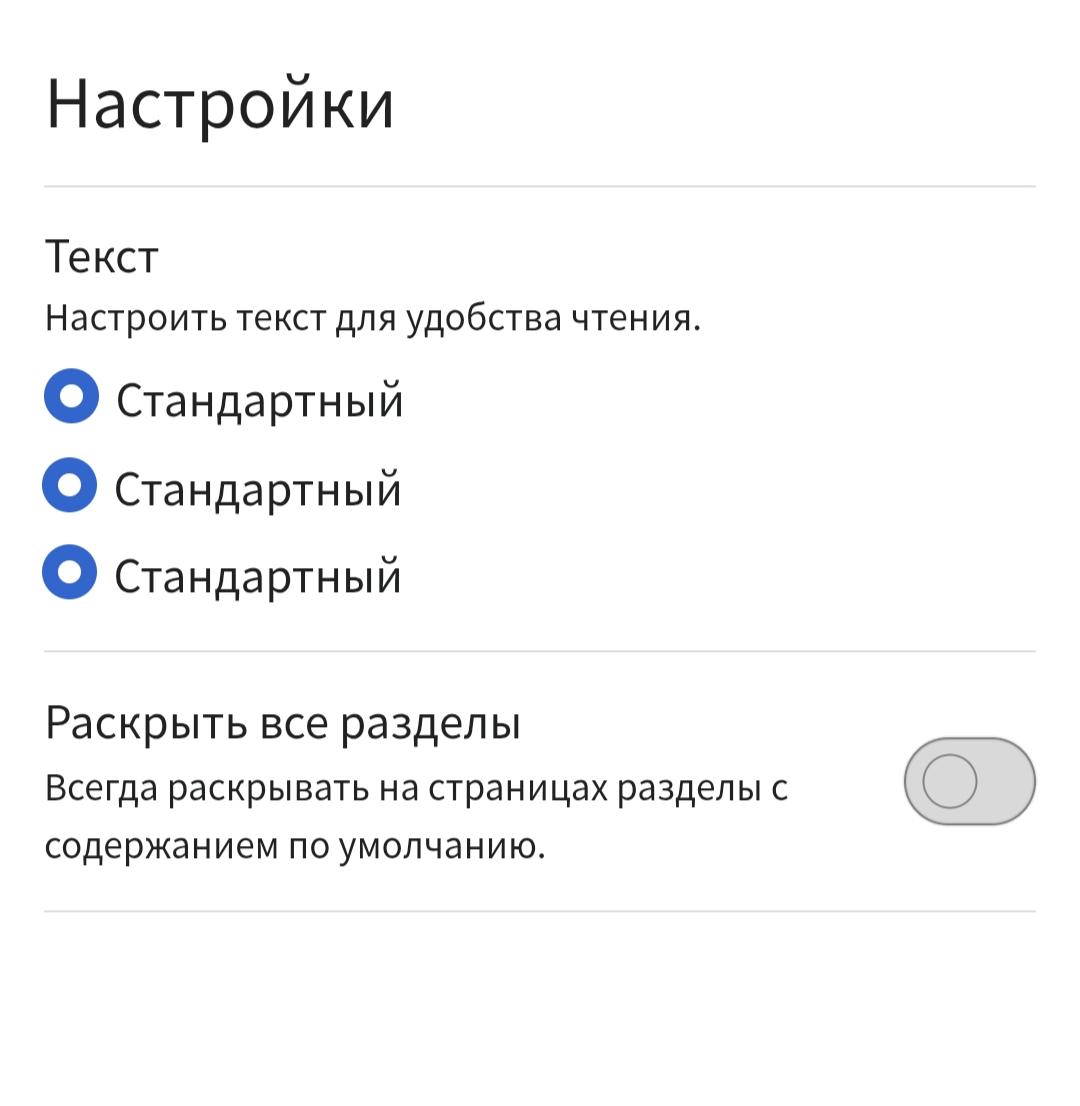 Настройки
Текст
Настроить текст для удобства чтения.
Стандартный
Стандартный
Стандартный
Раскрыть все разделы
Всегда раскрывать на страницах разделы с
содержанием по умолчанию.